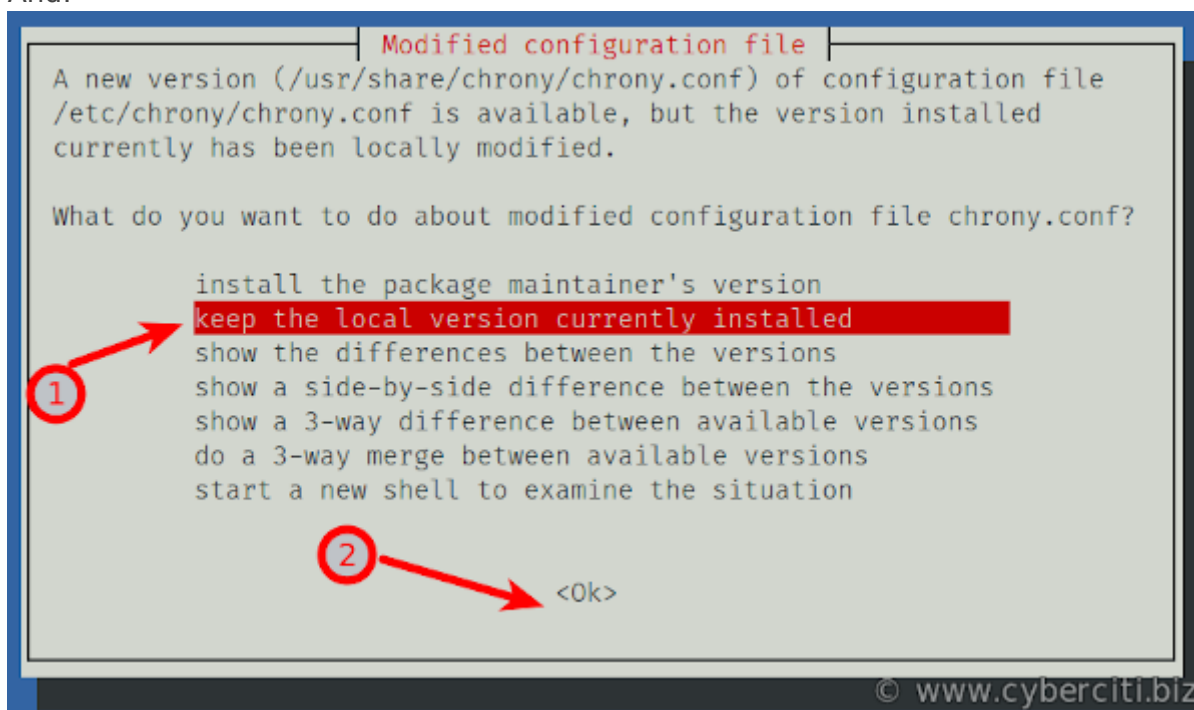 Modified configuration file
A new version (/usr/share/chrony/chrony.conf) of configuration file
/etc/chrony/chrony.conf is available, but the version installed
currently has been locally modified.
What do you want to do about modified configuration file chrony.conf?
install the package maintainer's version
keep the local version currently installed
show the differences between the versions
1
show a side-by-side difference between the versions
show a 3-way difference between available versions
do a 3-way merge between available versions
start a new shell to examine the situation
2
<Ok>
© www.cyberciti.biz